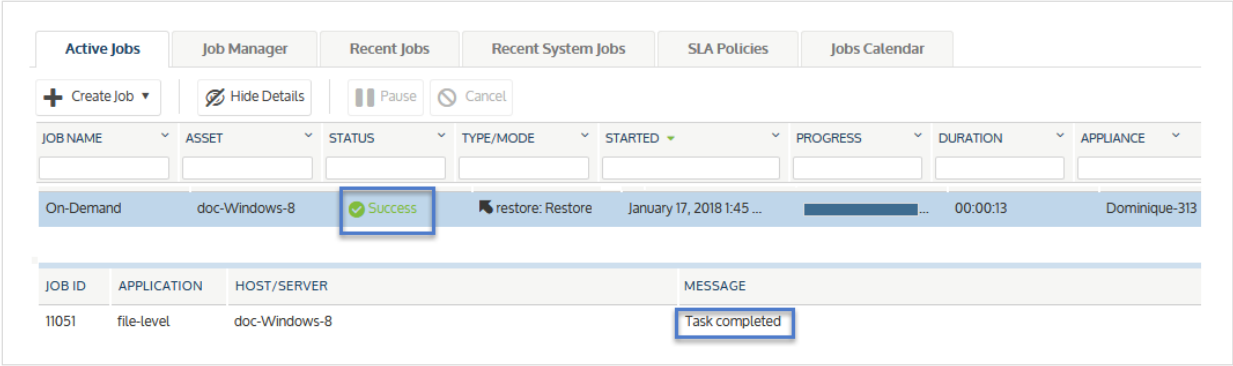 Active Jobs Job Manager Recent Jobs Recent System Jobs SLA Policies Jobs Calendar
Create Job Hide Details Pause Cancel
JOB NAME ASSET STATUS TYPE/MODE STARTED PROGRESS DURATION APPLIANCE
On-Demand doc-Windows-8 Success restore: Restore January 17, 2018 1:45 ... ... 00:00:13 Dominique-313
JOB ID APPLICATION HOST/SERVER MESSAGE
11051 file-level doc-Windows-8 Task completed